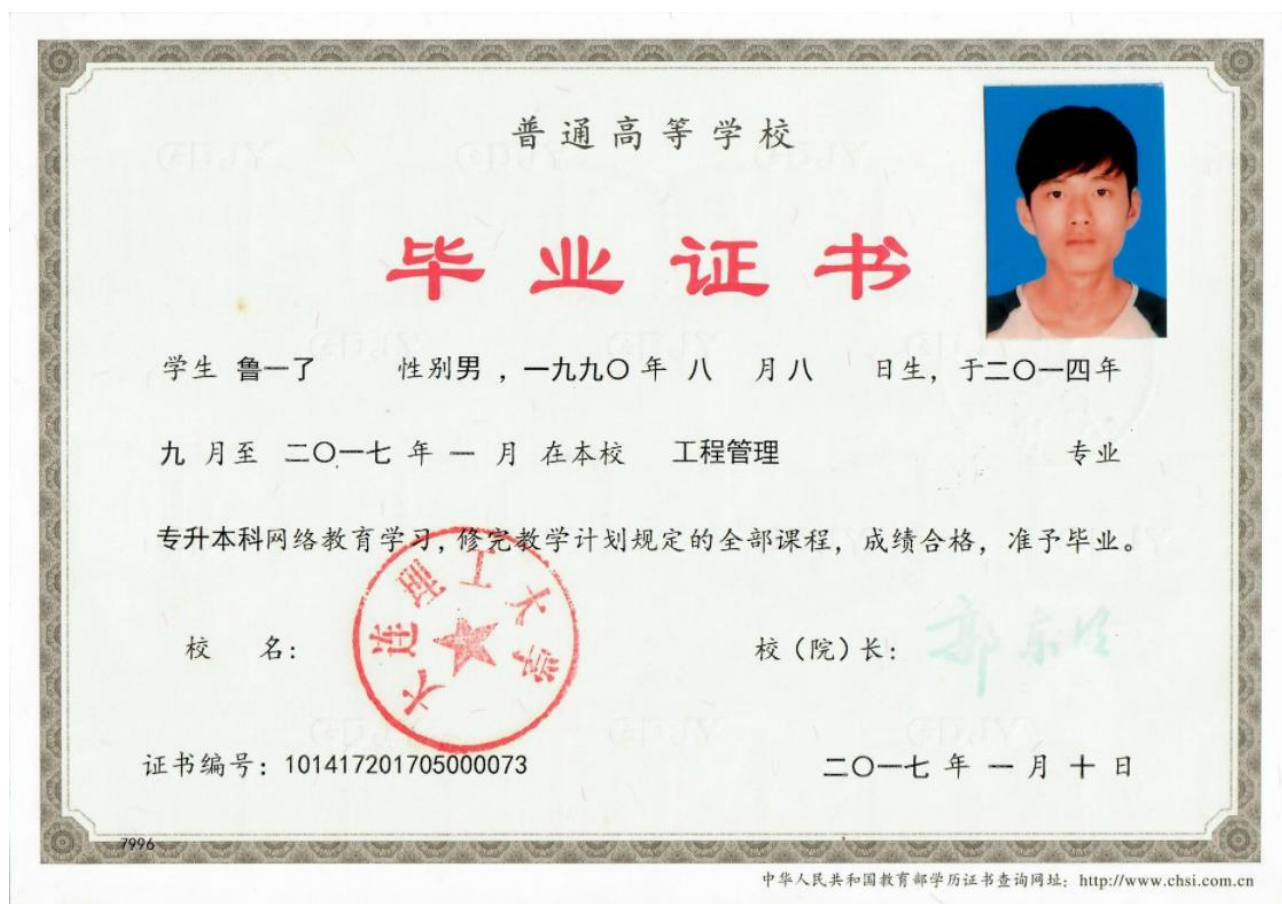 普通高等学校
毕业证书
学生 鲁一了 性别男 ，一九九〇 年 八 月 八 日生，于二〇一四年
九 月至 二〇一七 年 一 月 在本校 工程管理 专业
专升本科网络教育学习，修完教学计划规定的全部课程，成绩合格，准予毕业。
大连理工大学
校 名： 校（院）长： 郭东明
证书编号：101417201705000073 二〇一七 年 一 月 十 日
7996
中华人民共和国教育部学历证书查询网址：http://www.chsi.com.cn